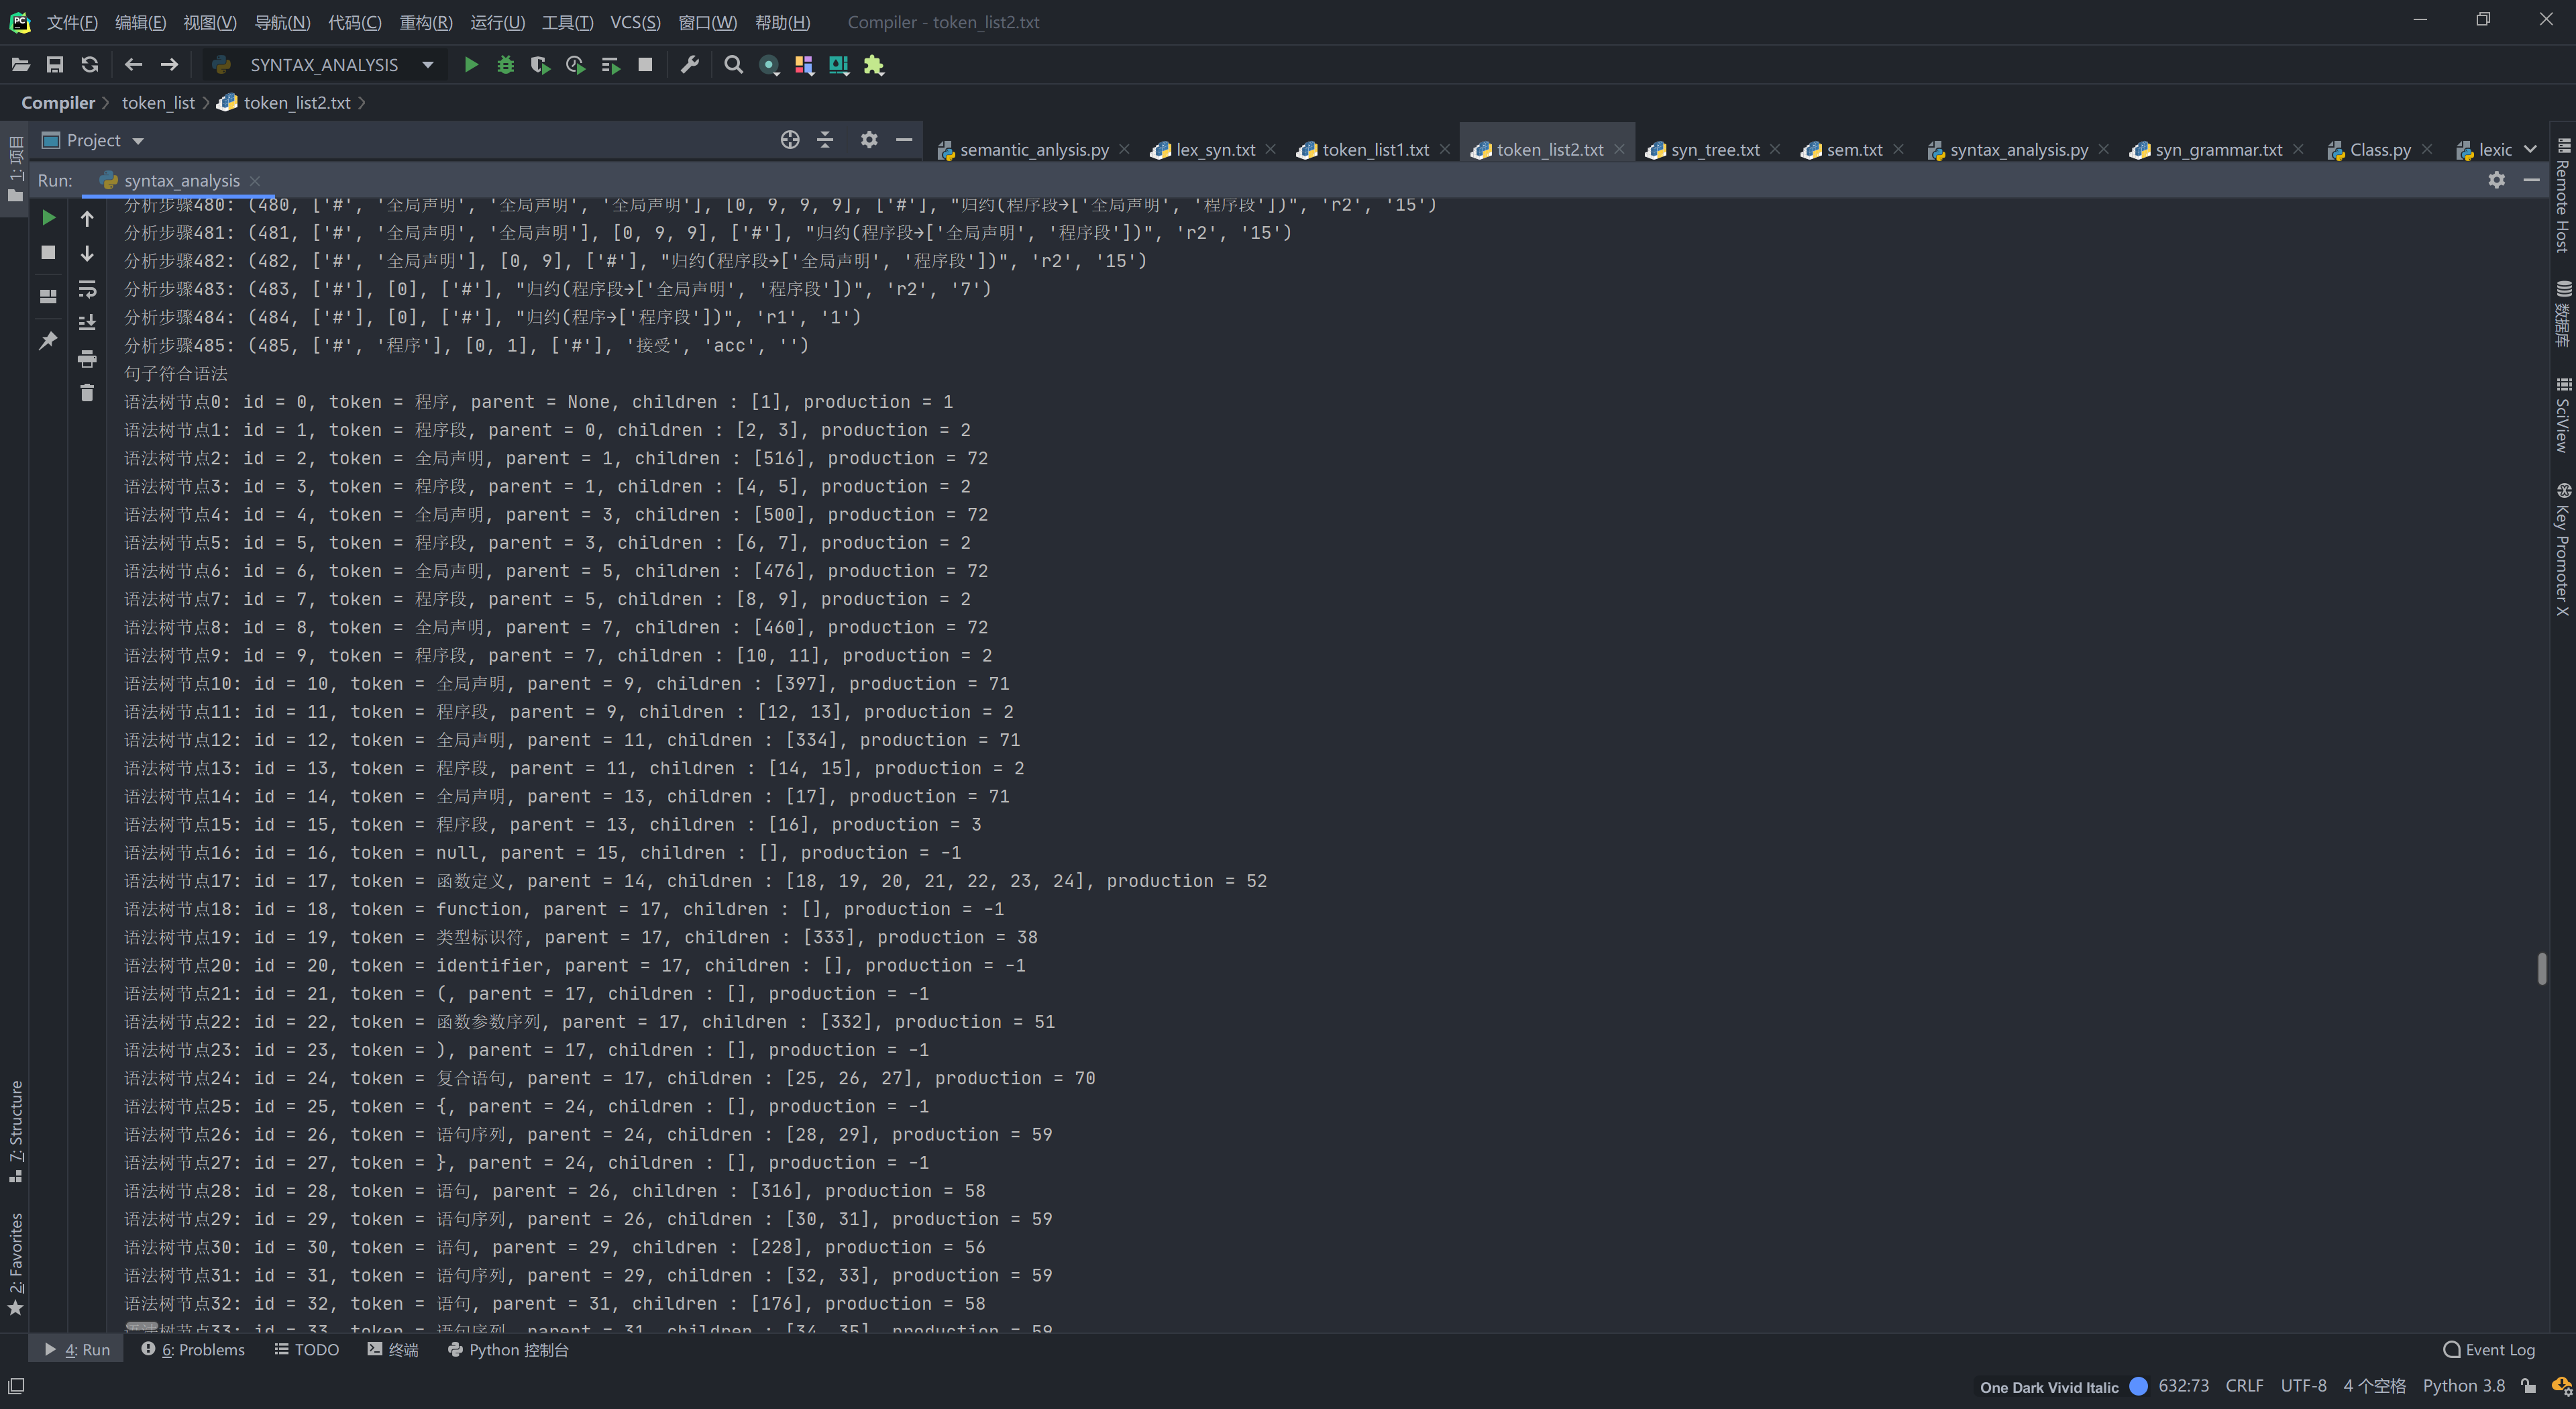 文件(F) 编辑(E) 视图(V) 导航(N) 代码(C) 重构(R) 运行(U) 工具(T) VCS(S) 窗口(W) 帮助(H) Compiler - token_list2.txt
SYNTAX_ANALYSIS
Compiler token_list token_list2.txt
Project
semantic_anlysis.py lex_syn.txt token_list1.txt token_list2.txt syn_tree.txt sem.txt syntax_analysis.py syn_grammar.txt Class.py lexic
Run: syntax_analysis
分析步骤480: (480, ['#', '全局声明', '全局声明', '全局声明'], [0, 9, 9, 9], ['#'], "归约(程序段→['全局声明', '程序段'])", 'r2', '15')
分析步骤481: (481, ['#', '全局声明', '全局声明'], [0, 9, 9], ['#'], "归约(程序段→['全局声明', '程序段'])", 'r2', '15')
分析步骤482: (482, ['#', '全局声明'], [0, 9], ['#'], "归约(程序段→['全局声明', '程序段'])", 'r2', '15')
分析步骤483: (483, ['#'], [0], ['#'], "归约(程序段→['全局声明', '程序段'])", 'r2', '7')
分析步骤484: (484, ['#'], [0], ['#'], "归约(程序→['程序段'])", 'r1', '1')
分析步骤485: (485, ['#', '程序'], [0, 1], ['#'], '接受', 'acc', '')
句子符合语法
语法树节点0: id = 0, token = 程序, parent = None, children : [1], production = 1
语法树节点1: id = 1, token = 程序段, parent = 0, children : [2, 3], production = 2
语法树节点2: id = 2, token = 全局声明, parent = 1, children : [516], production = 72
语法树节点3: id = 3, token = 程序段, parent = 1, children : [4, 5], production = 2
语法树节点4: id = 4, token = 全局声明, parent = 3, children : [500], production = 72
语法树节点5: id = 5, token = 程序段, parent = 3, children : [6, 7], production = 2
语法树节点6: id = 6, token = 全局声明, parent = 5, children : [476], production = 72
语法树节点7: id = 7, token = 程序段, parent = 5, children : [8, 9], production = 2
语法树节点8: id = 8, token = 全局声明, parent = 7, children : [460], production = 72
语法树节点9: id = 9, token = 程序段, parent = 7, children : [10, 11], production = 2
语法树节点10: id = 10, token = 全局声明, parent = 9, children : [397], production = 71
语法树节点11: id = 11, token = 程序段, parent = 9, children : [12, 13], production = 2
语法树节点12: id = 12, token = 全局声明, parent = 11, children : [334], production = 71
语法树节点13: id = 13, token = 程序段, parent = 11, children : [14, 15], production = 2
语法树节点14: id = 14, token = 全局声明, parent = 13, children : [17], production = 71
语法树节点15: id = 15, token = 程序段, parent = 13, children : [16], production = 3
语法树节点16: id = 16, token = null, parent = 15, children : [], production = -1
语法树节点17: id = 17, token = 函数定义, parent = 14, children : [18, 19, 20, 21, 22, 23, 24], production = 52
语法树节点18: id = 18, token = function, parent = 17, children : [], production = -1
语法树节点19: id = 19, token = 类型标识符, parent = 17, children : [333], production = 38
语法树节点20: id = 20, token = identifier, parent = 17, children : [], production = -1
语法树节点21: id = 21, token = (, parent = 17, children : [], production = -1
语法树节点22: id = 22, token = 函数参数序列, parent = 17, children : [332], production = 51
语法树节点23: id = 23, token = ), parent = 17, children : [], production = -1
语法树节点24: id = 24, token = 复合语句, parent = 17, children : [25, 26, 27], production = 70
语法树节点25: id = 25, token = {, parent = 24, children : [], production = -1
语法树节点26: id = 26, token = 语句序列, parent = 24, children : [28, 29], production = 59
语法树节点27: id = 27, token = }, parent = 24, children : [], production = -1
语法树节点28: id = 28, token = 语句, parent = 26, children : [316], production = 58
语法树节点29: id = 29, token = 语句序列, parent = 26, children : [30, 31], production = 59
语法树节点30: id = 30, token = 语句, parent = 29, children : [228], production = 56
语法树节点31: id = 31, token = 语句序列, parent = 29, children : [32, 33], production = 59
语法树节点32: id = 32, token = 语句, parent = 31, children : [176], production = 58
语法树节点33: id = 33, token = 语句序列, parent = 31, children : [34, 35], production = 59
1: 项目
7: Structure
2: Favorites
Remote Host
数据库
SciView
Key Promoter X
4: Run 6: Problems TODO 终端 Python 控制台 Event Log
One Dark Vivid Italic 632:73 CRLF UTF-8 4 个空格 Python 3.8